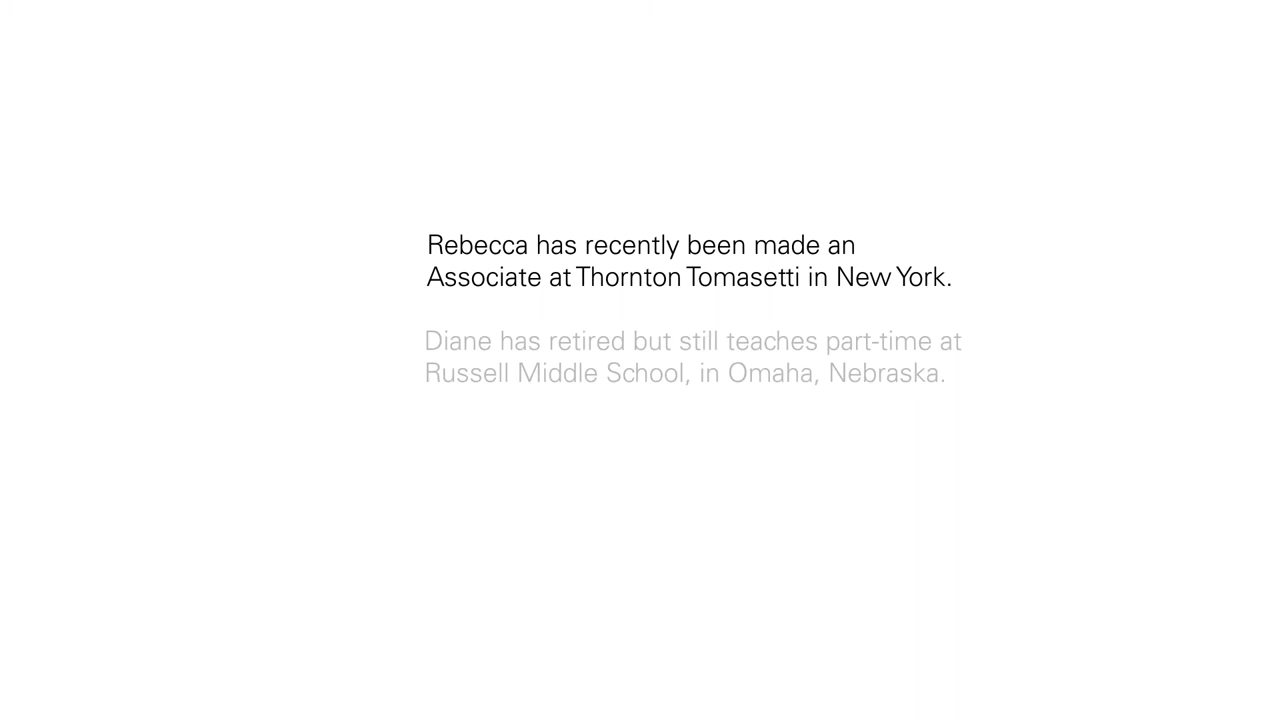 Rebecca has recently been made an
Associate at Thornton Tomasetti in New York.
Diane has retired but still teaches part-time at
Russell Middle School, in Omaha, Nebraska.